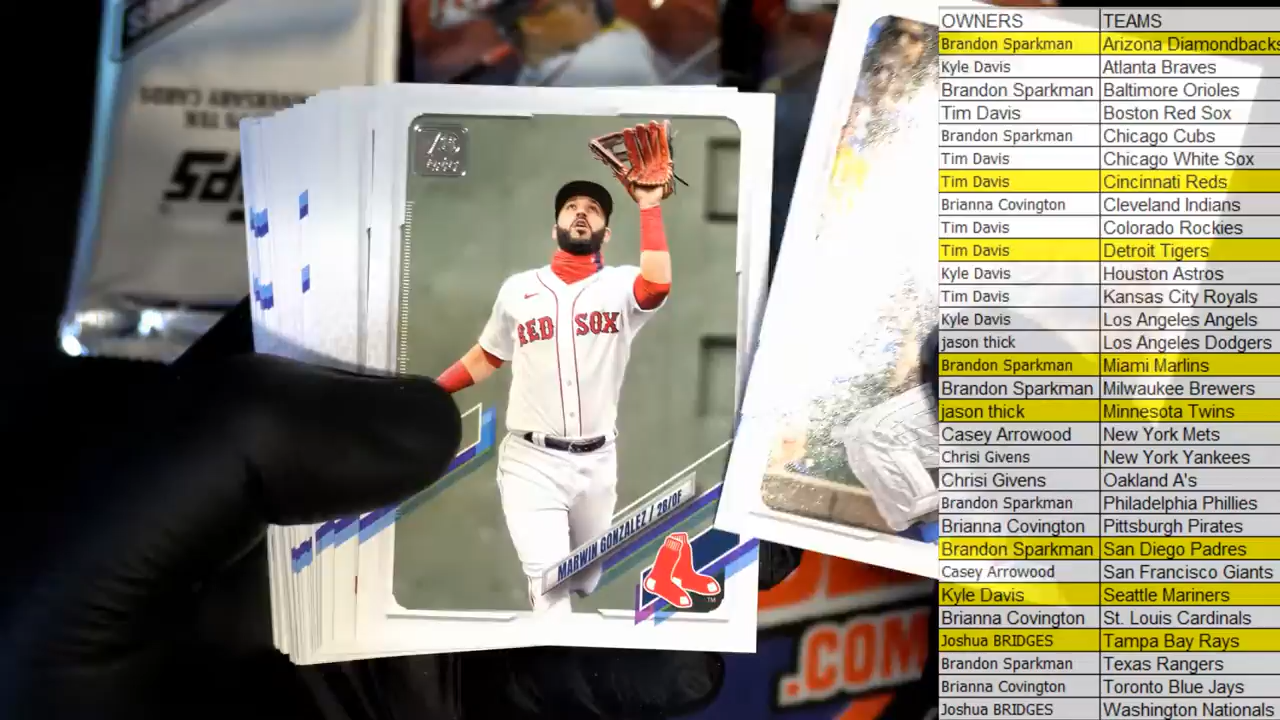 OWNERS TEAMS
Brandon Sparkman Arizona Diamondbacks
Kyle Davis Atlanta Braves
Brandon Sparkman Baltimore Orioles
Tim Davis Boston Red Sox
Brandon Sparkman Chicago Cubs
Tim Davis Chicago White Sox
Tim Davis Cincinnati Reds
Brianna Covington Cleveland Indians
Tim Davis Colorado Rockies
Tim Davis Detroit Tigers
Kyle Davis Houston Astros
Tim Davis Kansas City Royals
Kyle Davis Los Angeles Angels
jason thick Los Angeles Dodgers
Brandon Sparkman Miami Marlins
Brandon Sparkman Milwaukee Brewers
jason thick Minnesota Twins
Casey Arrowood New York Mets
Chrisi Givens New York Yankees
Chrisi Givens Oakland A's
Brandon Sparkman Philadelphia Phillies
Brianna Covington Pittsburgh Pirates
Brandon Sparkman San Diego Padres
Casey Arrowood San Francisco Giants
Kyle Davis Seattle Mariners
Brianna Covington St. Louis Cardinals
Joshua BRIDGES Tampa Bay Rays
Brandon Sparkman Texas Rangers
Brianna Covington Toronto Blue Jays
Joshua BRIDGES Washington Nationals
RED SOX
MARWIN GONZALEZ / 2B/OF
TM
.COM